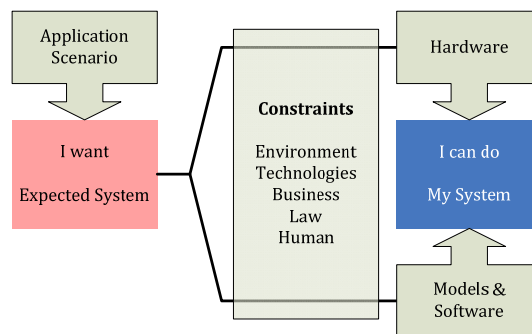 Application
Scenario
Hardware
Constraints
I want
Expected System
Environment
Technologies
Business
Law
Human
I can do
My System
Models &
Software